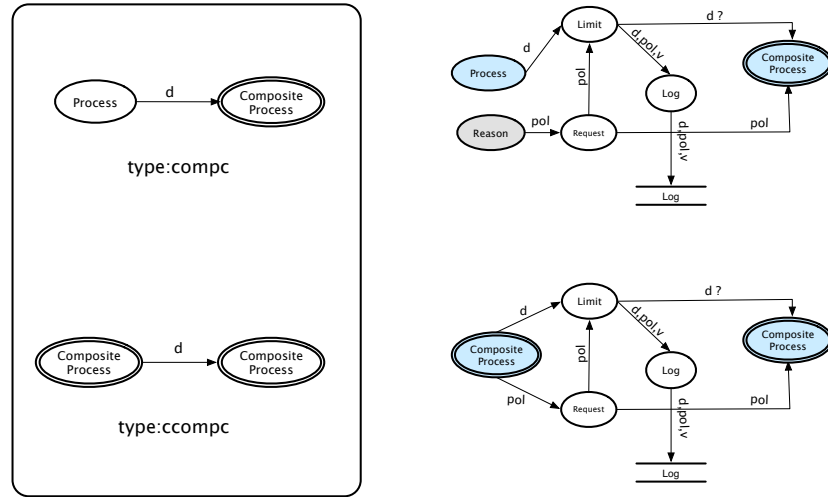 Process
d
Composite
Process
type:compc
Composite
Process
d
Composite
Process
type:ccompc
Limit
d ?
d
d,pol,v
Process
Composite
Process
pol
Log
Reason
pol
Request
d,pol,v
pol
Log
Limit
d ?
d
d,pol,v
Composite
Process
Composite
Process
pol
Log
pol
Request
d,pol,v
pol
Log